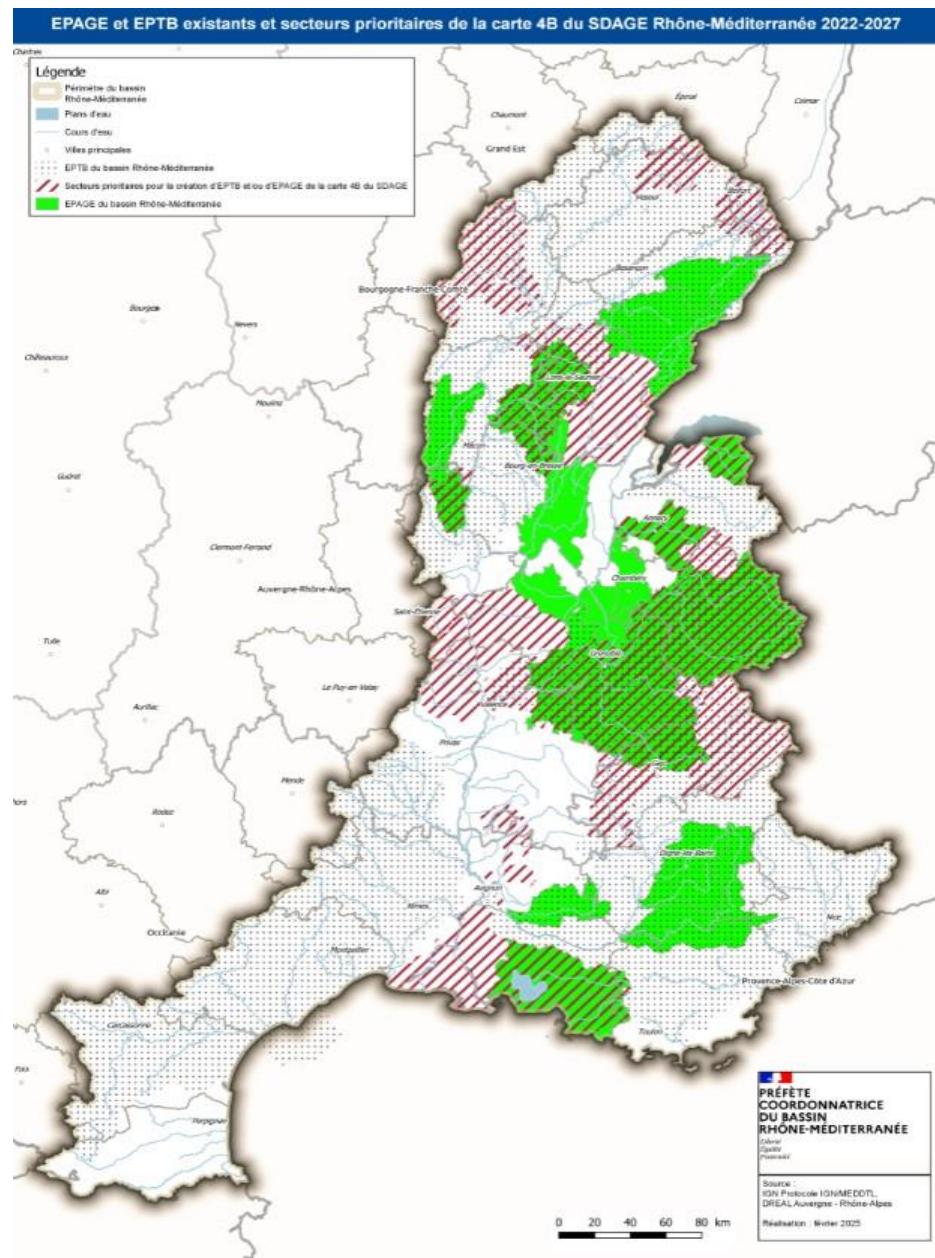 EPAGE et EPTB existants et secteurs prioritaires de la carte 4B du SDAGE Rhône-Méditerranée 2022-2027
Chartres
Légende
Périmètre du bassin
Rhône-Méditerranée
Plans d'eau
Cours d'eau
Villes principales
EPTB du bassin Rhône-Méditerranée
Secteurs prioritaires pour la création d'EPTB et/ou d'EPAGE de la carte 4B du SDAGE
EPAGE du bassin Rhône-Méditerranée
Épinal
Colmar
Chaumont
Grand Est
Vesoul
Belfort
Besançon
Bourgogne-Franche-Comté
Bourges
Nevers
Châteauroux
Lons-le-Saunier
Moulins
Mâcon
Bourg-en-Bresse
Guéret
Annecy
Clermont-Ferrand
Chambéry
Auvergne-Rhône-Alpes
Saint-Étienne
Tulle
Grenoble
Le Puy-en-Velay
Aurillac
Valence
Privas
Gap
Mende
Rodez
Digne-les-Bains
Albi
Avignon
Nîmes
Nice
Occitanie
Montpellier
Provence-Alpes-Côte d'Azur
Carcassonne
Toulon
Foix
Perpignan
PRÉFÈTE
COORDONNATRICE
DU BASSIN
RHÔNE-MÉDITERRANÉE
Liberté
Égalité
Fraternité
Source :
IGN Protocole IGN/MEDDTL,
DREAL Auvergne - Rhône-Alpes
Réalisation : février 2025
0 20 40 60 80 km